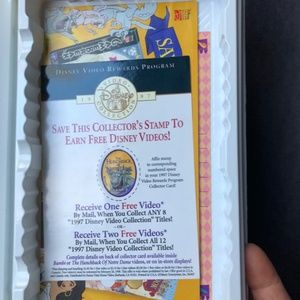 SAV
DISNEY VIDEO REWARDS PROGRAM
Disney
19 97
SAVE THIS COLLECTOR'S STAMP TO
EARN FREE DISNEY VIDEOS!
Affix stamp
to corresponding
numbered space
in your 1997 Disney
Video Rewards Program
Collector Card!
Receive One Free Video*
By Mail, When You Collect ANY 8
"1997 Disney Collection" Titles!
-OR-
Receive Two Free Videos*
By Mail, When You Collect All 12
"1997 Disney Collection" Titles!
Complete details on back of collector card available inside
Bambi or The Hunchback Of Notre Dame videos, or on in-store displays!